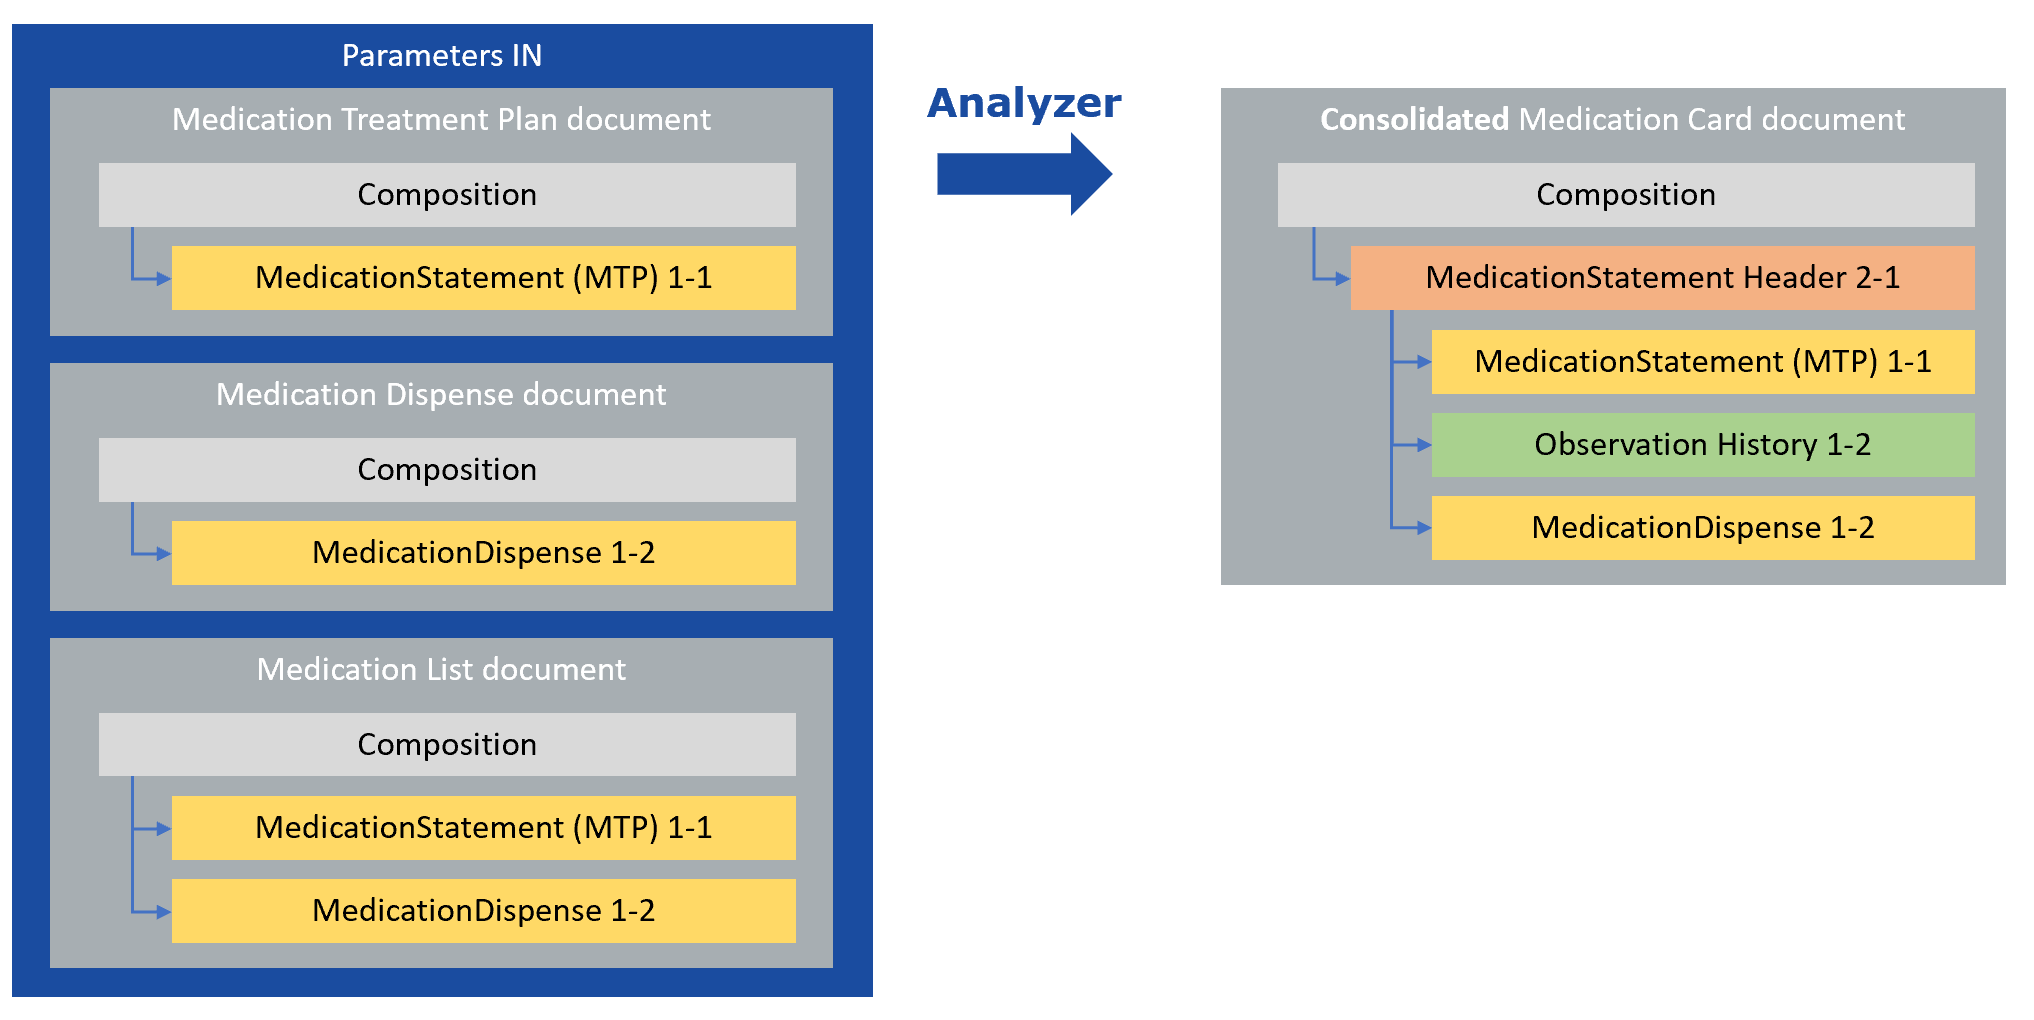 Parameters IN
Medication Treatment Plan document
Composition
MedicationStatement (MTP) 1-1
Medication Dispense document
Composition
MedicationDispense 1-2
Medication List document
Composition
MedicationStatement (MTP) 1-1
MedicationDispense 1-2
Analyzer
Consolidated Medication Card document
Composition
MedicationStatement Header 2-1
MedicationStatement (MTP) 1-1
Observation History 1-2
MedicationDispense 1-2